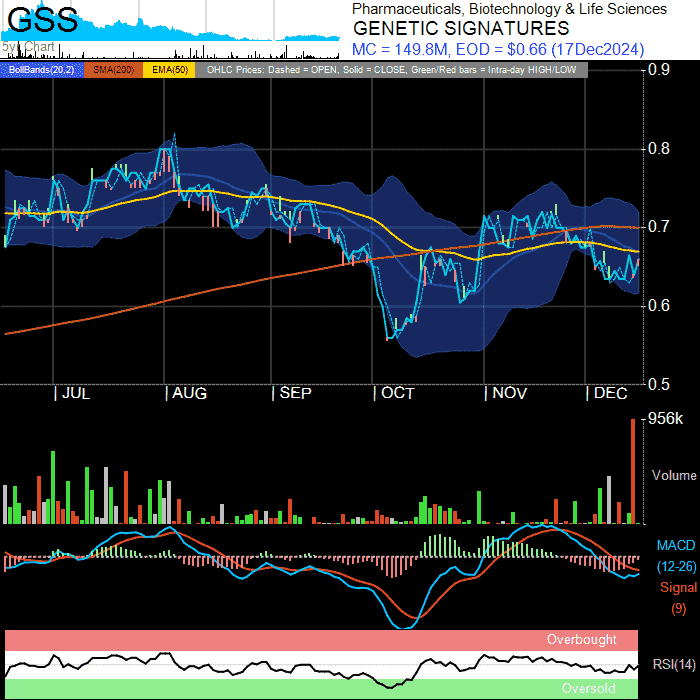 GSS
Pharmaceuticals, Biotechnology & Life Sciences
GENETIC SIGNATURES
5yr Chart
MC = 149.8M, EOD = $0.66 (17Dec2024)
BollBands(20,2) SMA(200) EMA(50) OHLC Prices: Dashed = OPEN, Solid = CLOSE, Green/Red bars = Intra-day HIGH/LOW
0.9
0.8
0.7
0.6
0.5
JUL AUG SEP OCT NOV DEC
956k
Volume
MACD
(12-26)
Signal
(9)
Overbought
RSI(14)
Oversold